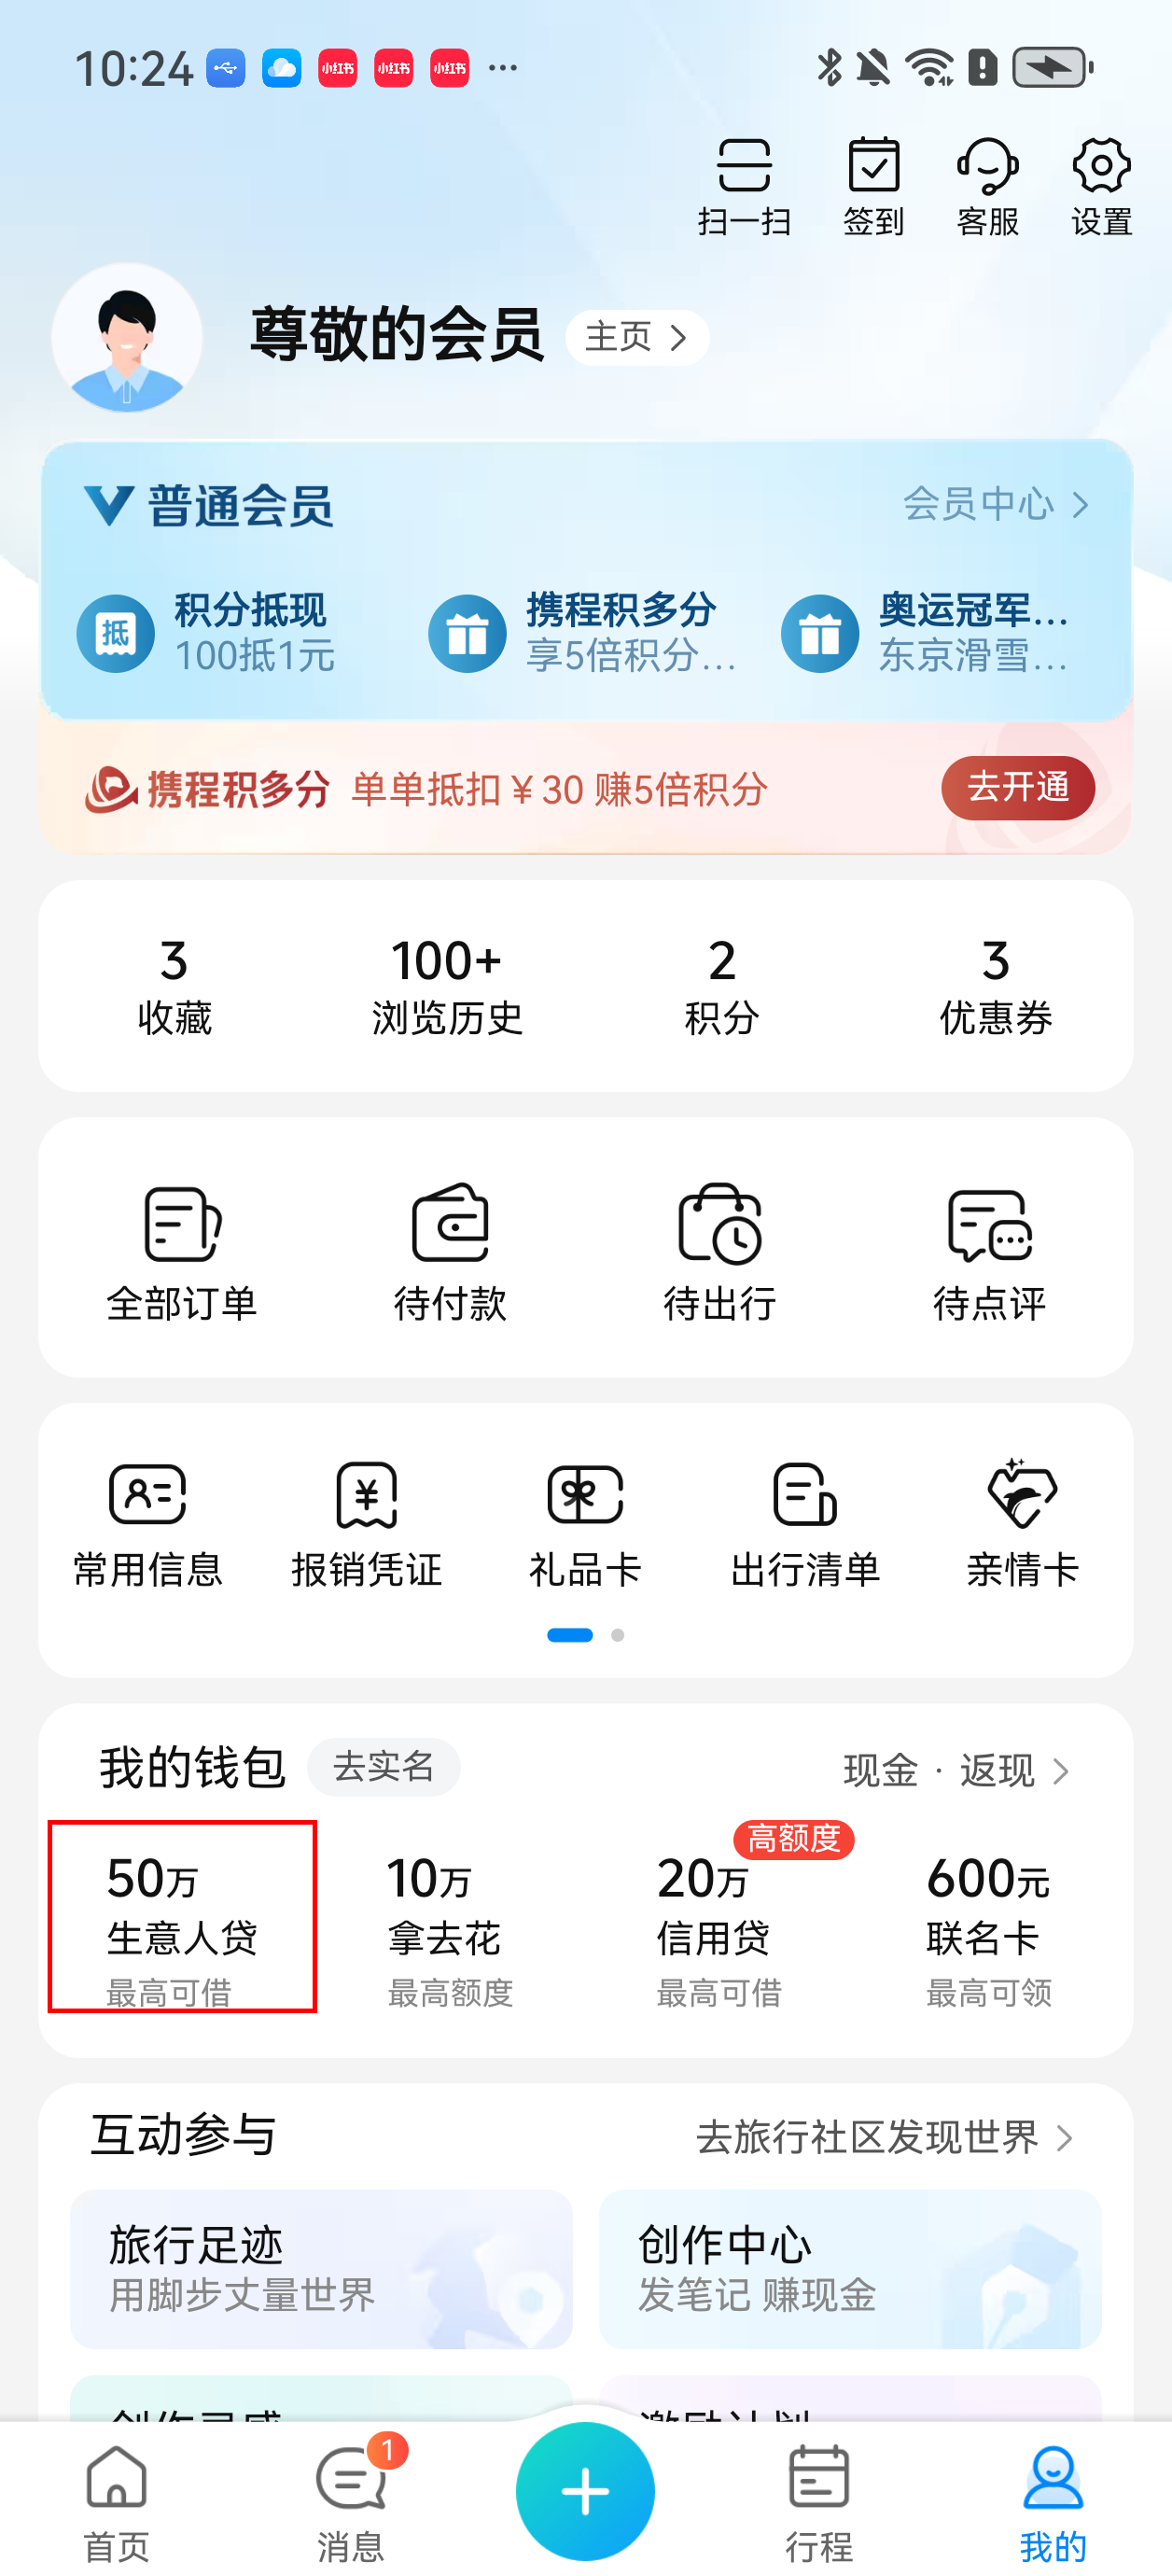 10:24 小红书 小红书 小红书 ...
扫一扫 签到 客服 设置
尊敬的会员 主页
普通会员 会员中心
抵 积分抵现 携程积多分 奥运冠军...
100抵1元 享5倍积分... 东京滑雪...
携程积多分 单单抵扣￥30 赚5倍积分 去开通
3 100+ 2 3
收藏 浏览历史 积分 优惠券
全部订单 待付款 待出行 待点评
常用信息 报销凭证 礼品卡 出行清单 亲情卡
我的钱包 去实名 现金 · 返现
高额度
50万 10万 20万 600元
生意人贷 拿去花 信用贷 联名卡
最高可借 最高额度 最高可借 最高可领
互动参与 去旅行社区发现世界
旅行足迹 创作中心
用脚步丈量世界 发笔记 赚现金
创作灵感 激励计划
1
首页 消息 行程 我的